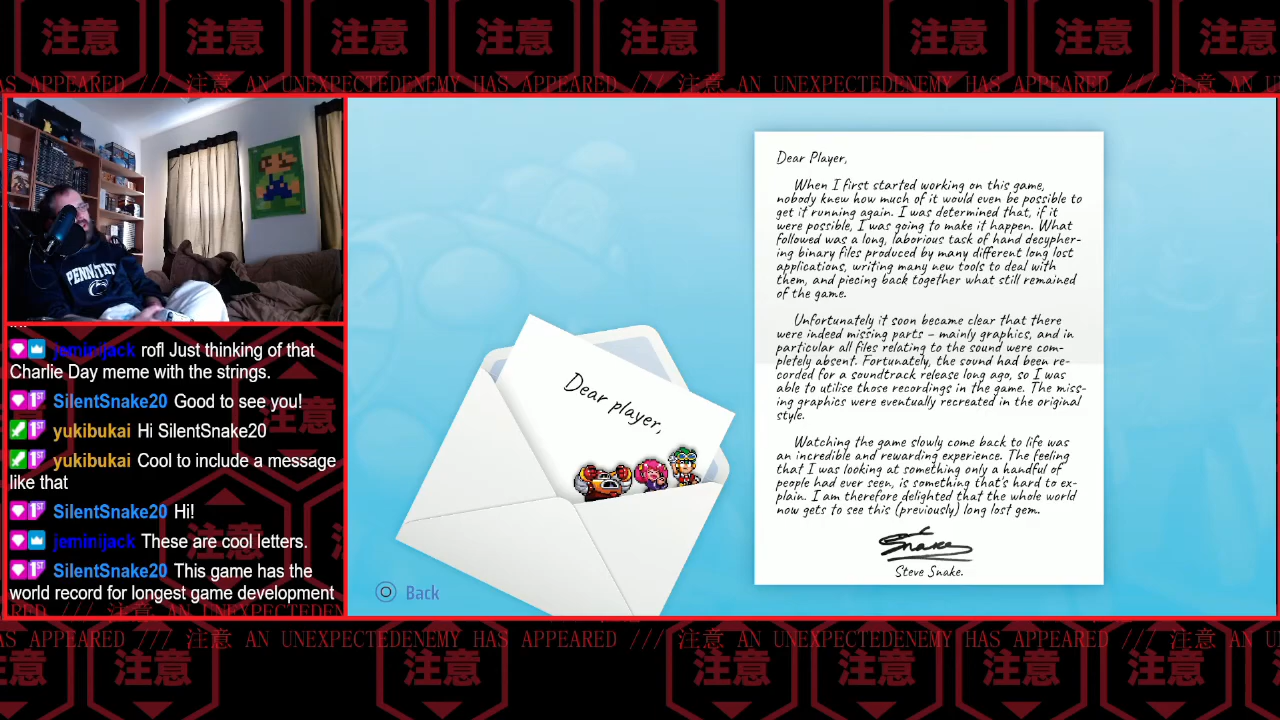 注意 注意 注意 注意 注意 注意 注意 注意
AS APPEARED /// 注意 AN UNEXPECTEDENEMY HAS APPEARED /// 注意 AN UNEXPECTEDENEMY HAS APPEARED /// 注意
PENN STATE
jeminijack rofl Just thinking of that
Charlie Day meme with the strings.
SilentSnake20 Good to see you!
yukibukai Hi SilentSnake20
yukibukai Cool to include a message
like that
SilentSnake20 Hi!
jeminijack These are cool letters.
SilentSnake20 This game has the
world record for longest game development
Dear player,
Back
Dear Player,
When I first started working on this game,
nobody knew how much of it would even be possible to
get it running again. I was determined that, if it
were possible, I was going to make it happen. What
followed was a long, laborious task of hand decypher-
ing binary files produced by many different long lost
applications, writing many new tools to deal with
them, and piecing back together what still remained
of the game.
Unfortunately it soon became clear that there
were indeed missing parts – mainly graphics, and in
particular all files relating to the sound were com-
pletely absent. Fortunately, the sound had been re-
corded for a soundtrack release long ago, so I was
able to utilise those recordings in the game. The miss-
ing graphics were eventually recreated in the original
style.
Watching the game slowly come back to life was
an incredible and rewarding experience. The feeling
that I was looking at something only a handful of
people had ever seen, is something that's hard to ex-
plain. I am therefore delighted that the whole world
now gets to see this (previously) long lost gem.
Snake
Steve Snake.
AS APPEARED /// 注意 AN UNEXPECTEDENEMY HAS APPEARED /// 注意 AN UNEXPECTEDENEMY HAS APPEARED /// 注意
注意 注意 注意 注意 注意 注意 注意